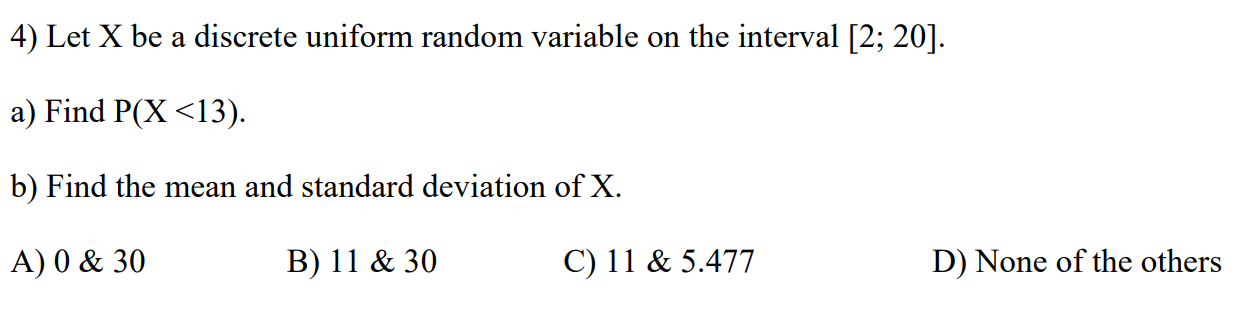 4) Let X be a discrete uniform random variable on the interval [2; 20].
a) Find P(X <13).
b) Find the mean and standard deviation of X.
A) 0 & 30 B) 11 & 30 C) 11 & 5.477 D) None of the others